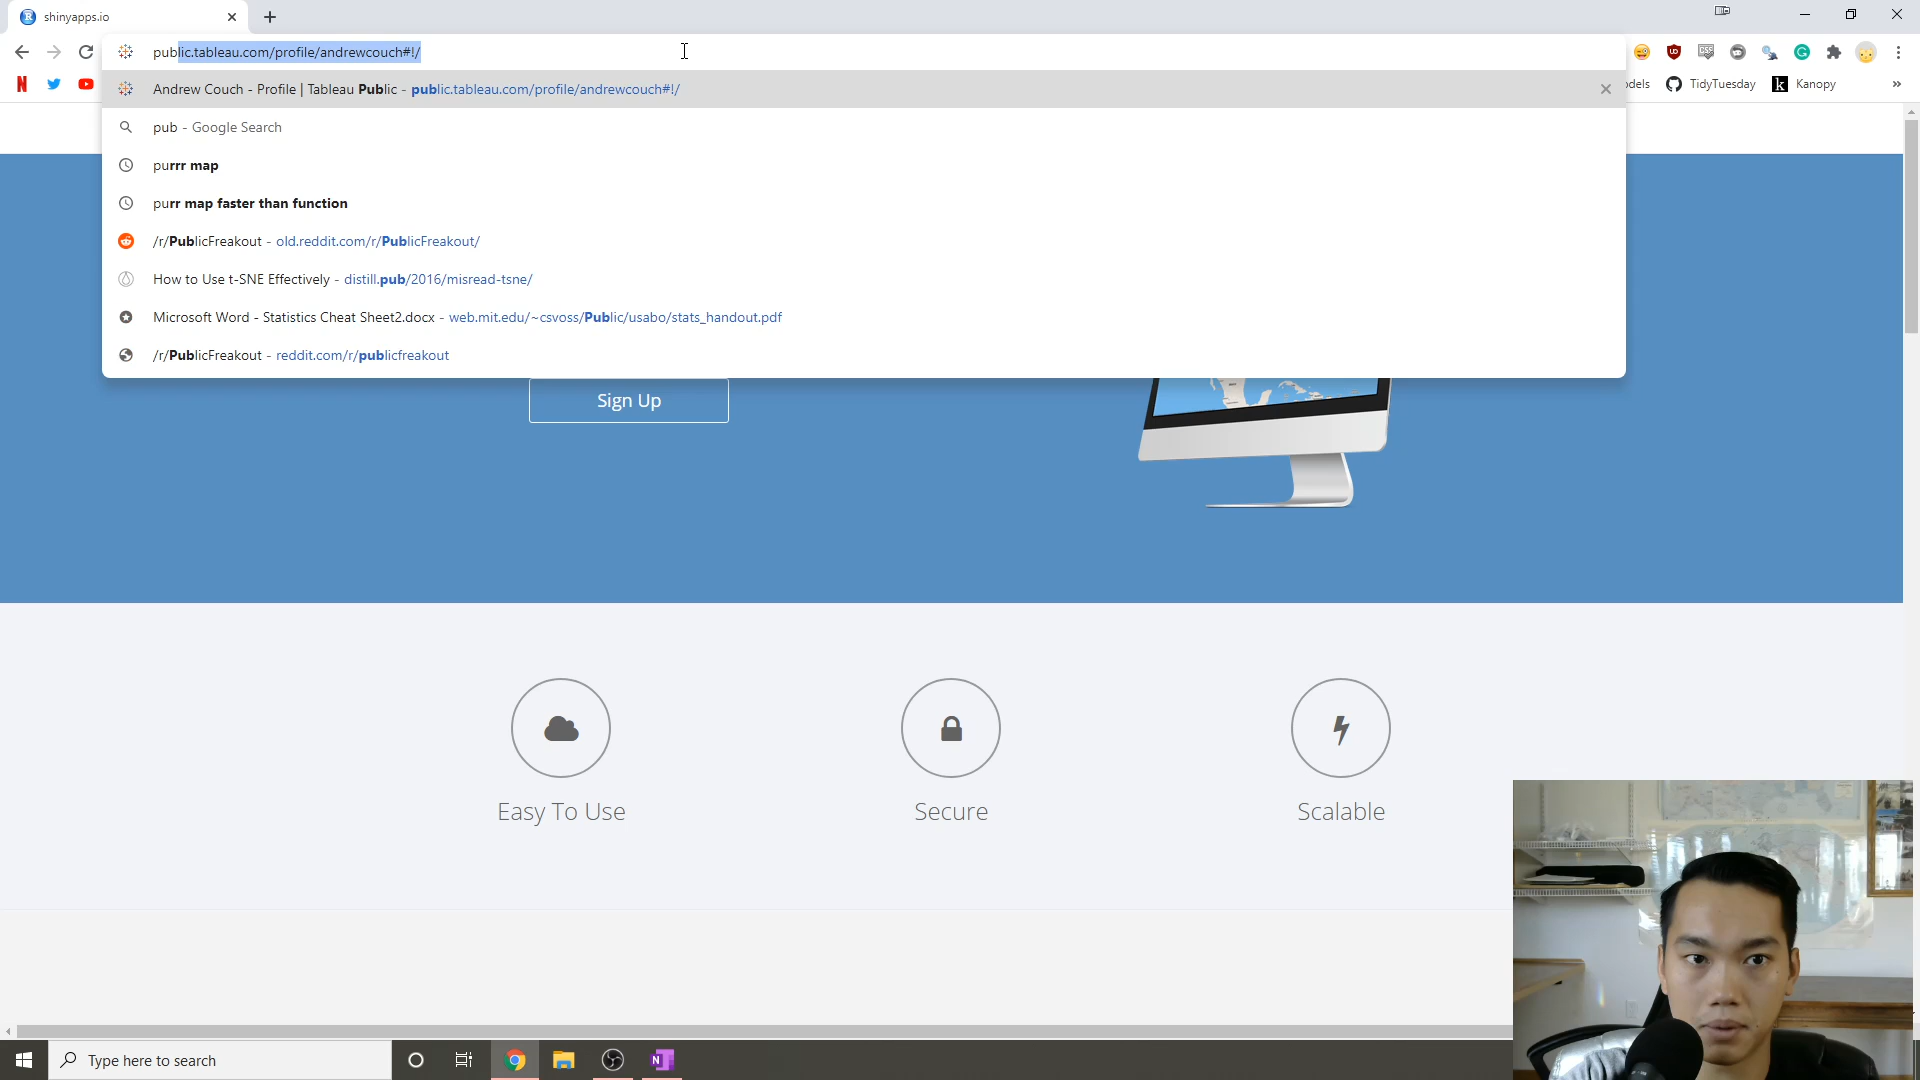 shinyapps.io
public.tableau.com/profile/andrewcouch#!/
Andrew Couch - Profile | Tableau Public - public.tableau.com/profile/andrewcouch#!/
pub - Google Search
purrr map
purr map faster than function
/r/PublicFreakout - old.reddit.com/r/PublicFreakout/
How to Use t-SNE Effectively - distill.pub/2016/misread-tsne/
Microsoft Word - Statistics Cheat Sheet2.docx - web.mit.edu/~csvoss/Public/usabo/stats_handout.pdf
/r/PublicFreakout - reddit.com/r/publicfreakout
dels TidyTuesday Kanopy
Sign Up
Easy To Use
Secure
Scalable
Type here to search